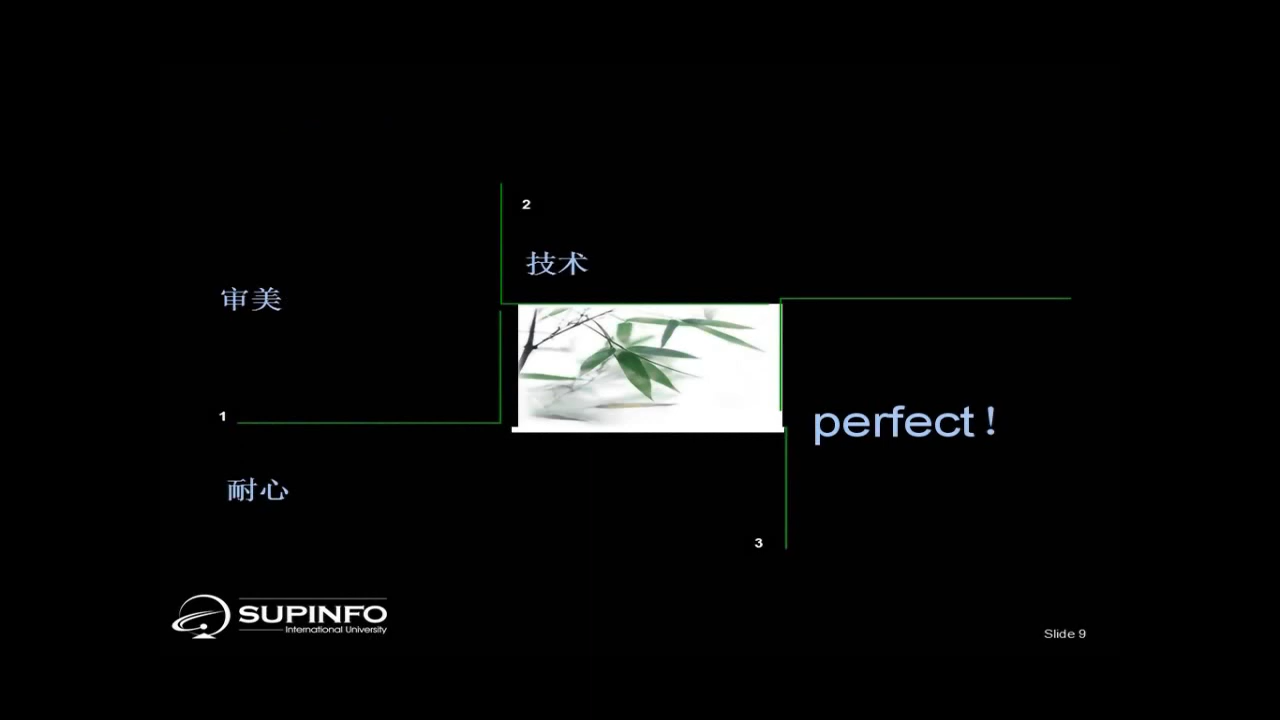 2
技术
审美
1
perfect！
耐心
3
SUPINFO
International University
Slide 9